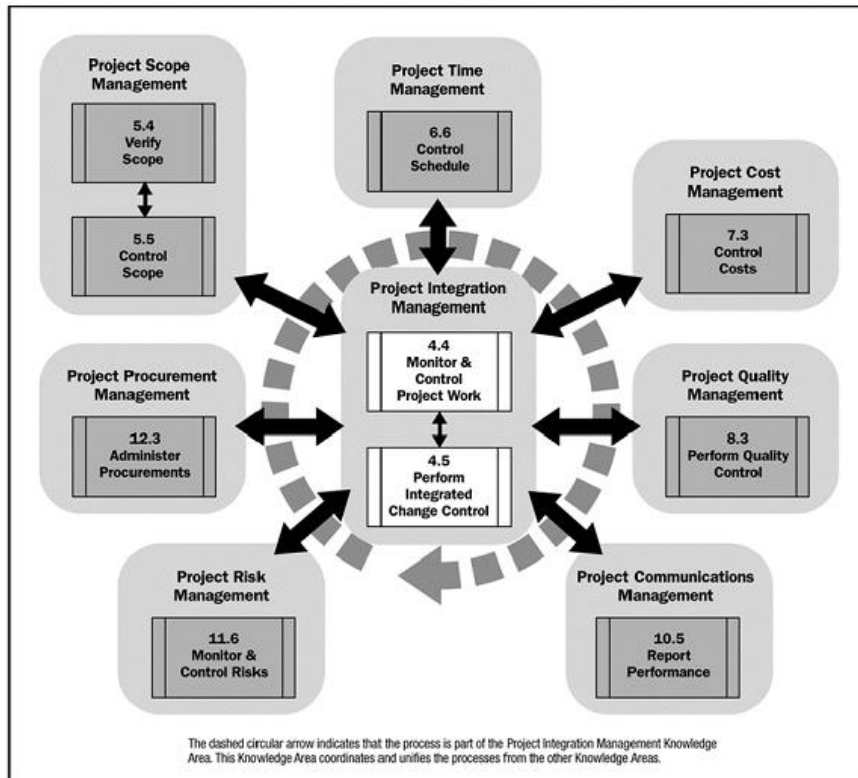 Project Scope
Management
5.4
Verify
Scope
5.5
Control
Scope
Project Time
Management
6.6
Control
Schedule
Project Cost
Management
7.3
Control
Costs
Project Integration
Management
4.4
Monitor &
Control
Project Work
4.5
Perform
Integrated
Change Control
Project Procurement
Management
12.3
Administer
Procurements
Project Quality
Management
8.3
Perform Quality
Control
Project Risk
Management
11.6
Monitor &
Control Risks
Project Communications
Management
10.5
Report
Performance
The dashed circular arrow indicates that the process is part of the Project Integration Management Knowledge
Area. This Knowledge Area coordinates and unifies the processes from the other Knowledge Areas.